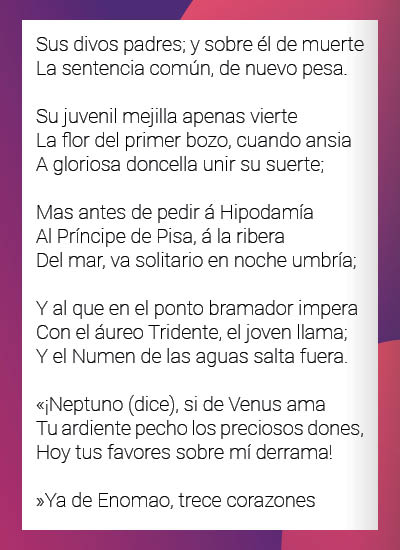 Sus divos padres; y sobre él de muerte
La sentencia común, de nuevo pesa.
Su juvenil mejilla apenas vierte
La flor del primer bozo, cuando ansia
A gloriosa doncella unir su suerte;
Mas antes de pedir á Hipodamía
Al Príncipe de Pisa, á la ribera
Del mar, va solitario en noche umbría;
Y al que en el ponto bramador impera
Con el áureo Tridente, el joven llama;
Y el Numen de las aguas salta fuera.
«¡Neptuno (dice), si de Venus ama
Tu ardiente pecho los preciosos dones,
Hoy tus favores sobre mí derrama!
»Ya de Enomao, trece corazones